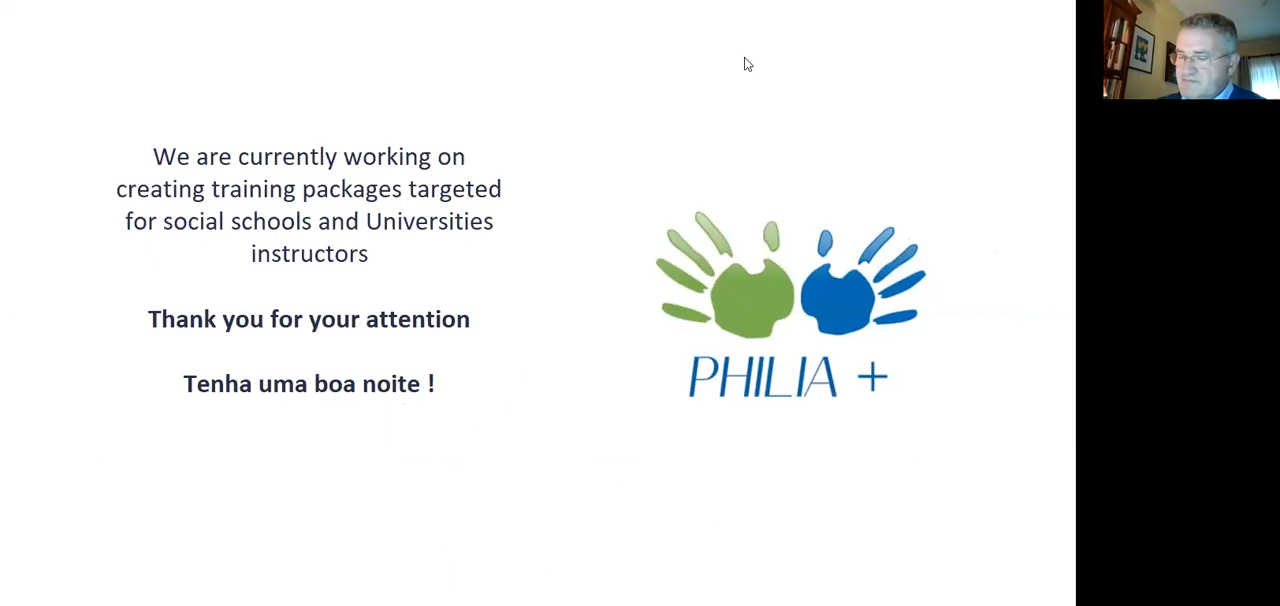 We are currently working on
creating training packages targeted
for social schools and Universities
instructors
Thank you for your attention
Tenha uma boa noite !
PHILIA +